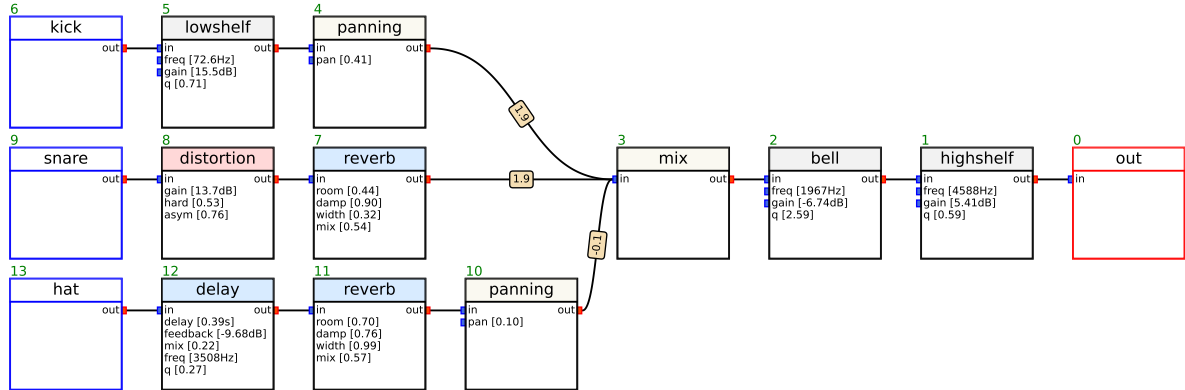 6
kick
out
5
lowshelf
in out
freq [72.6Hz]
gain [15.5dB]
q [0.71]
4
panning
in out
pan [0.41]
1.9
9
snare
out
8
distortion
in out
gain [13.7dB]
hard [0.53]
asym [0.76]
7
reverb
in out
room [0.44]
damp [0.90]
width [0.32]
mix [0.54]
1.9
3
mix
in out
2
bell
in out
freq [1967Hz]
gain [-6.74dB]
q [2.59]
1
highshelf
in out
freq [4588Hz]
gain [5.41dB]
q [0.59]
0
out
in
13
hat
out
12
delay
in out
delay [0.39s]
feedback [-9.68dB]
mix [0.22]
freq [3508Hz]
q [0.27]
11
reverb
in out
room [0.70]
damp [0.76]
width [0.99]
mix [0.57]
10
panning
in out
pan [0.10]
-0.1